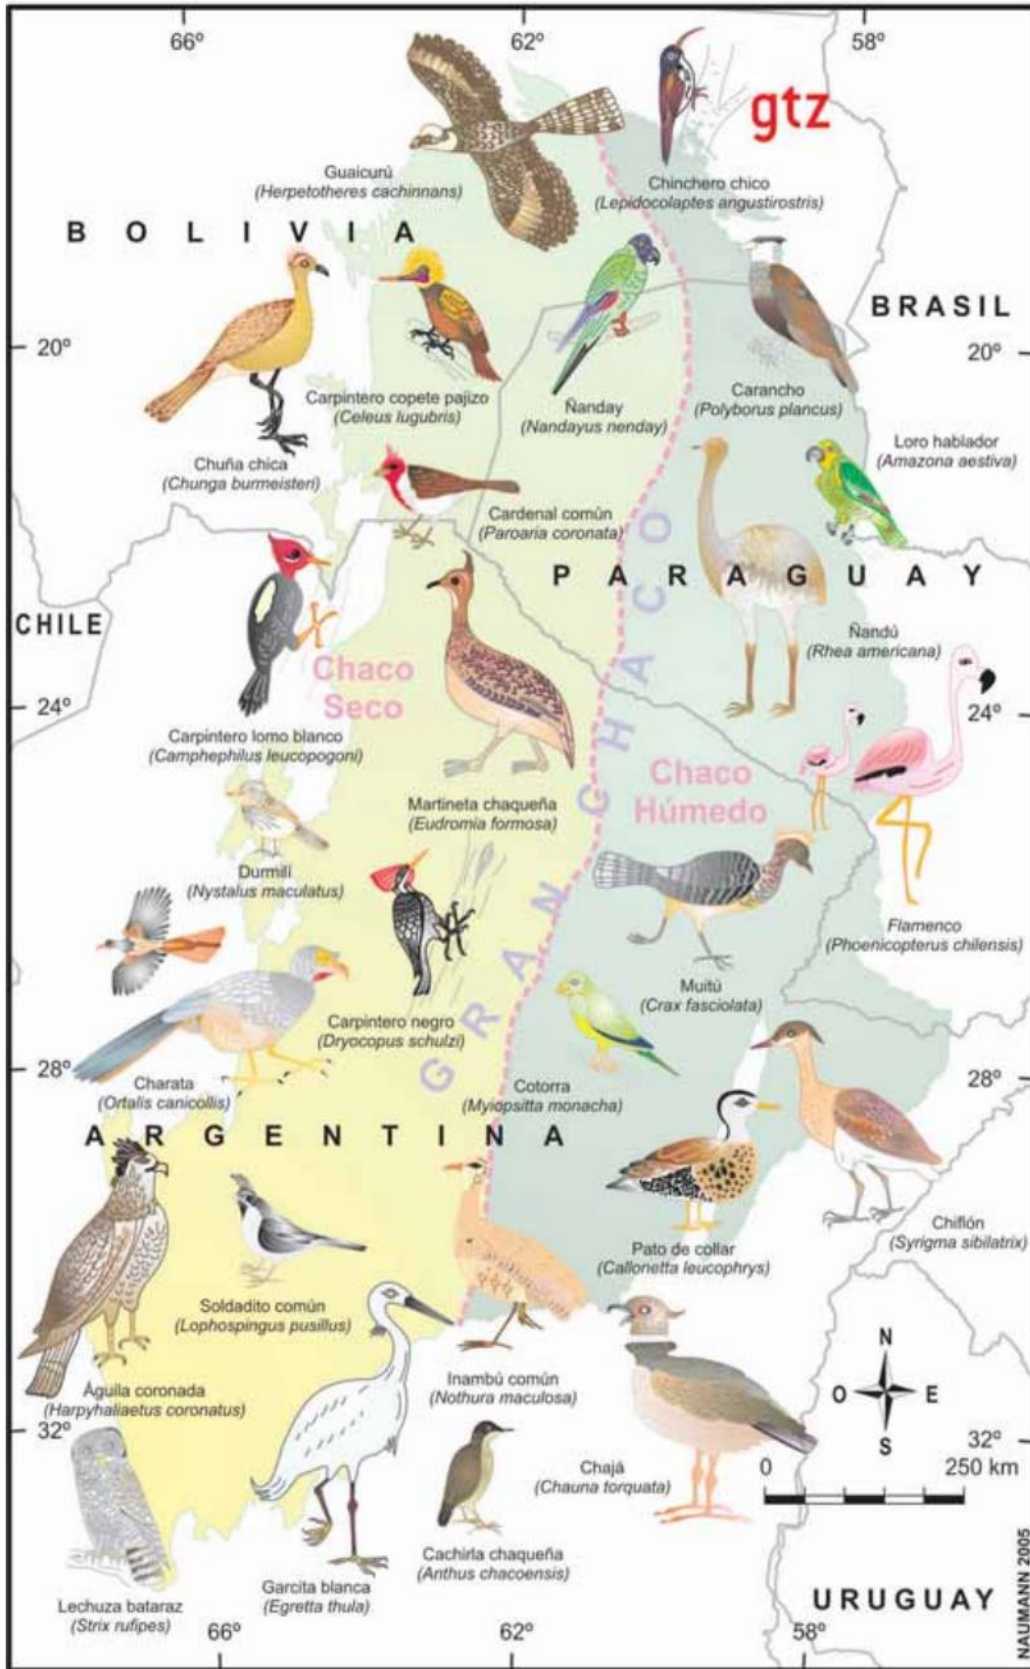 66º
62º
58º
gtz
Guaicurú
(Herpetotheres cachinnans)
Chinchero chico
(Lepidocolaptes angustirostris)
BOLIVIA
BRASIL
20º
20º
Carpintero copete pajizo
(Celeus lugubris)
Ñanday
(Nandayus nenday)
Carancho
(Polyborus plancus)
Loro hablador
(Amazona aestiva)
Chuña chica
(Chunga burmeisteri)
Cardenal común
(Paroaria coronata)
PARAGUAY
CHILE
Ñandú
(Rhea americana)
Chaco
Seco
24º
24º
Carpintero lomo blanco
(Camphephilus leucopogoni)
Chaco
Húmedo
Martineta chaqueña
(Eudromia formosa)
GRAN CHACO
Durmilí
(Nystalus maculatus)
Flamenco
(Phoenicopterus chilensis)
Muitú
(Crax fasciolata)
Carpintero negro
(Dryocopus schulzi)
28º
28º
Charata
(Ortalis canicollis)
Cotorra
(Myiopsitta monacha)
ARGENTINA
Chiflón
(Syrigma sibilatrix)
Pato de collar
(Callonetta leucophrys)
Soldadito común
(Lophospingus pusillus)
Águila coronada
(Harpyhaliaetus coronatus)
Inambú común
(Nothura maculosa)
N
O
E
S
32º
32º
Chajá
(Chauna torquata)
0
250 km
Cachirla chaqueña
(Anthus chacoensis)
Garcita blanca
(Egretta thula)
Lechuza bataraz
(Strix rufipes)
URUGUAY
NAUMANN 2005
66º
62º
58º